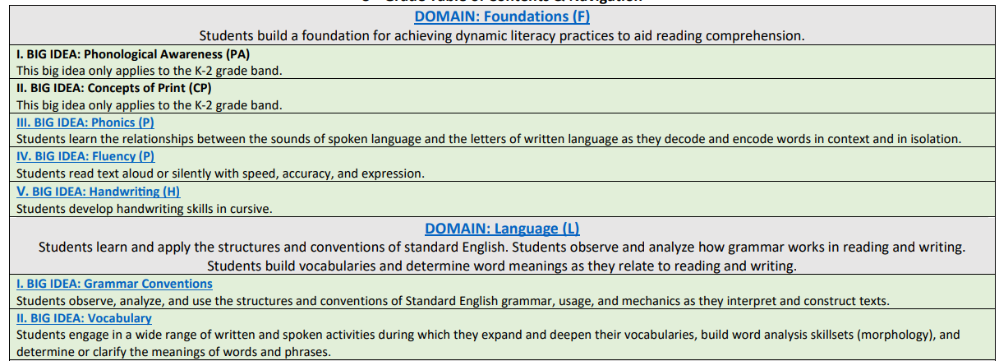 Grade Table of Contents & Navigation
DOMAIN: Foundations (F)
Students build a foundation for achieving dynamic literacy practices to aid reading comprehension.
I. BIG IDEA: Phonological Awareness (PA)
This big idea only applies to the K-2 grade band.
II. BIG IDEA: Concepts of Print (CP)
This big idea only applies to the K-2 grade band.
III. BIG IDEA: Phonics (P)
Students learn the relationships between the sounds of spoken language and the letters of written language as they decode and encode words in context and in isolation.
IV. BIG IDEA: Fluency (P)
Students read text aloud or silently with speed, accuracy, and expression.
V. BIG IDEA: Handwriting (H)
Students develop handwriting skills in cursive.
DOMAIN: Language (L)
Students learn and apply the structures and conventions of standard English. Students observe and analyze how grammar works in reading and writing.
Students build vocabularies and determine word meanings as they relate to reading and writing.
I. BIG IDEA: Grammar Conventions
Students observe, analyze, and use the structures and conventions of Standard English grammar, usage, and mechanics as they interpret and construct texts.
II. BIG IDEA: Vocabulary
Students engage in a wide range of written and spoken activities during which they expand and deepen their vocabularies, build word analysis skillsets (morphology), and
determine or clarify the meanings of words and phrases.